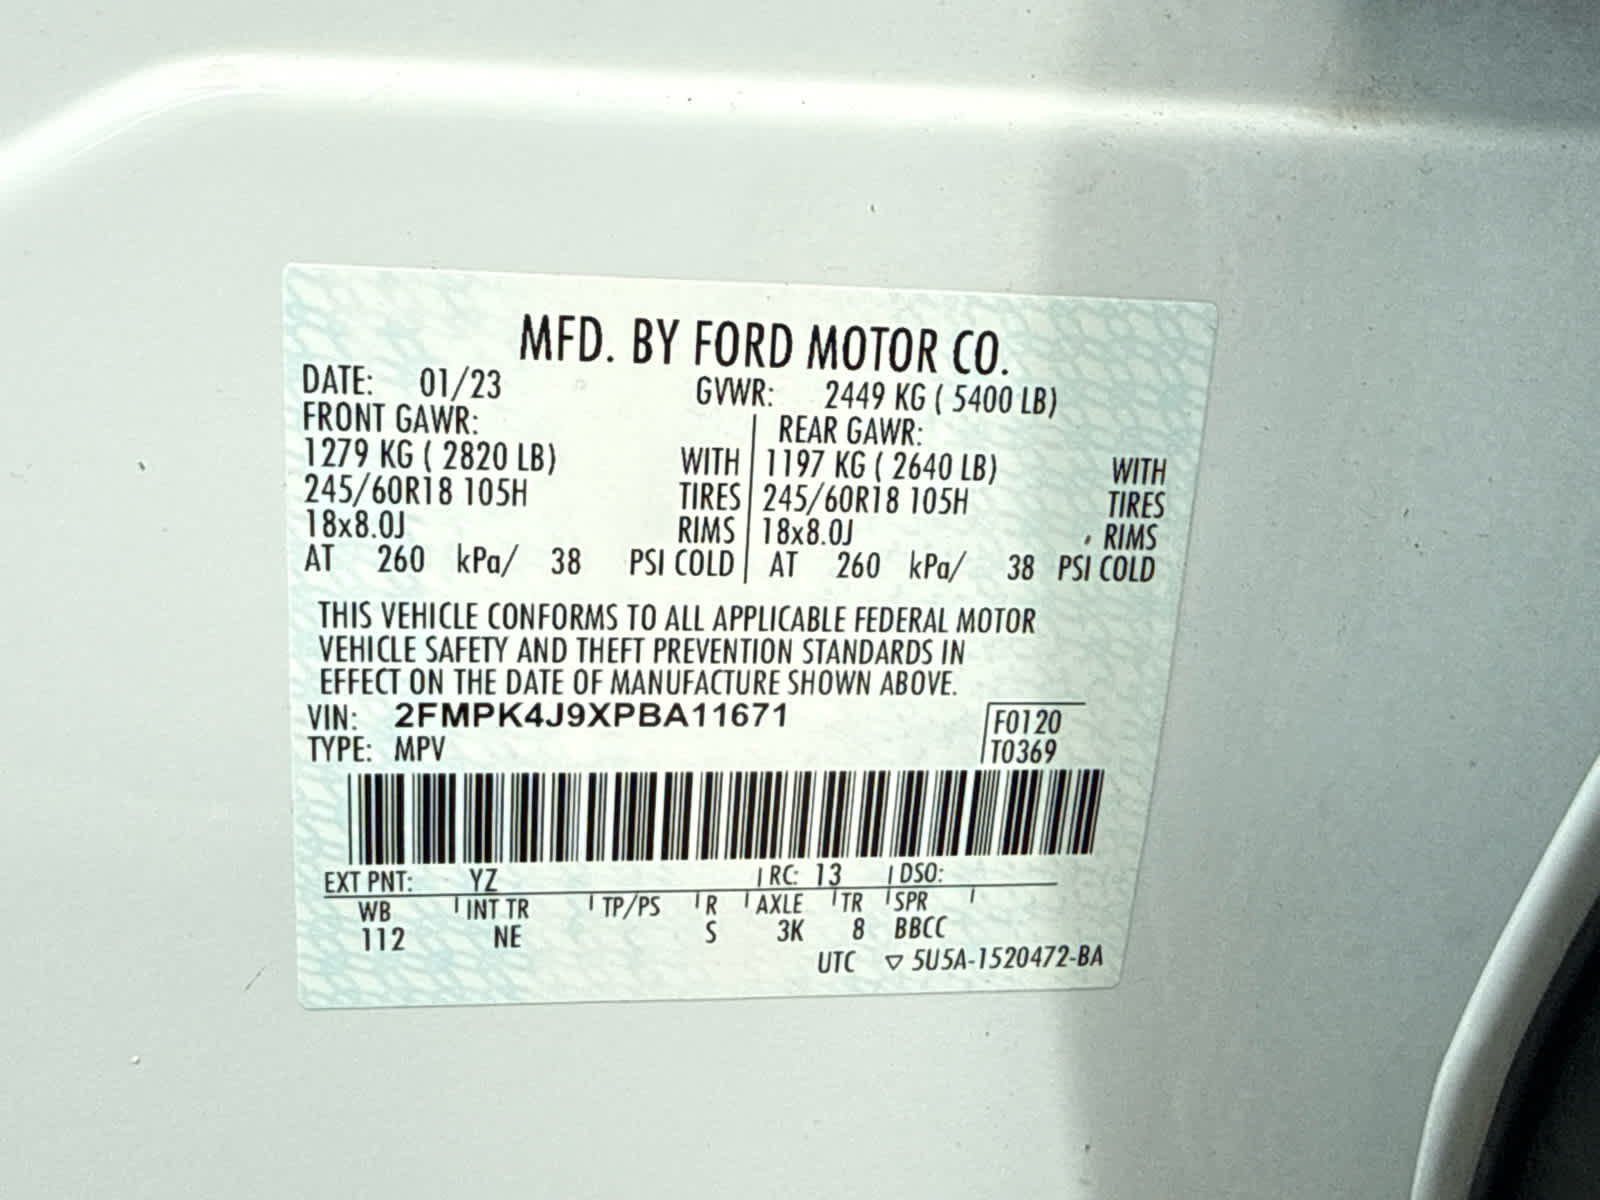 MFD. BY FORD MOTOR CO.
DATE: 01/23 GVWR: 2449 KG ( 5400 LB)
FRONT GAWR: REAR GAWR:
1279 KG ( 2820 LB) WITH 1197 KG ( 2640 LB) WITH
245/60R18 105H TIRES 245/60R18 105H TIRES
18x8.0J RIMS 18x8.0J RIMS
AT 260 kPa/ 38 PSI COLD AT 260 kPa/ 38 PSI COLD
THIS VEHICLE CONFORMS TO ALL APPLICABLE FEDERAL MOTOR
VEHICLE SAFETY AND THEFT PREVENTION STANDARDS IN
EFFECT ON THE DATE OF MANUFACTURE SHOWN ABOVE.
VIN: 2FMPK4J9XPBA11671 F0120
TYPE: MPV T0369
EXT PNT: YZ RC: 13 DSO:
WB INT TR TP/PS R AXLE TR SPR
112 NE S 3K 8 BBCC
UTC ▽ 5U5A-1520472-BA